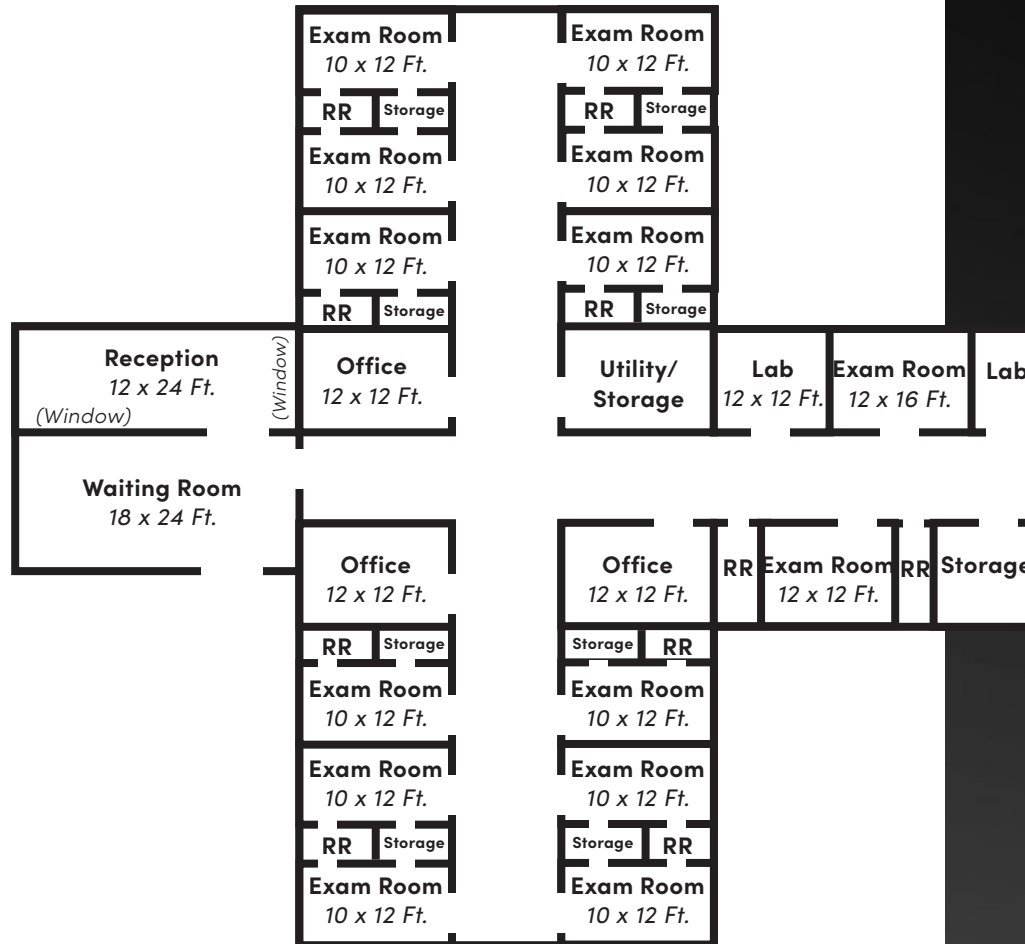 Exam Room
10 x 12 Ft.
Exam Room
10 x 12 Ft.
RR
Storage
RR
Storage
Exam Room
10 x 12 Ft.
Exam Room
10 x 12 Ft.
Exam Room
10 x 12 Ft.
Exam Room
10 x 12 Ft.
RR
Storage
RR
Storage
Reception
12 x 24 Ft.
(Window)
(Window)
Office
12 x 12 Ft.
Utility/
Storage
Lab
12 x 12 Ft.
Exam Room
12 x 16 Ft.
Lab
Waiting Room
18 x 24 Ft.
Office
12 x 12 Ft.
Office
12 x 12 Ft.
RR
Exam Room
12 x 12 Ft.
RR
Storage
RR
Storage
Storage
RR
Exam Room
10 x 12 Ft.
Exam Room
10 x 12 Ft.
Exam Room
10 x 12 Ft.
Exam Room
10 x 12 Ft.
RR
Storage
Storage
RR
Exam Room
10 x 12 Ft.
Exam Room
10 x 12 Ft.